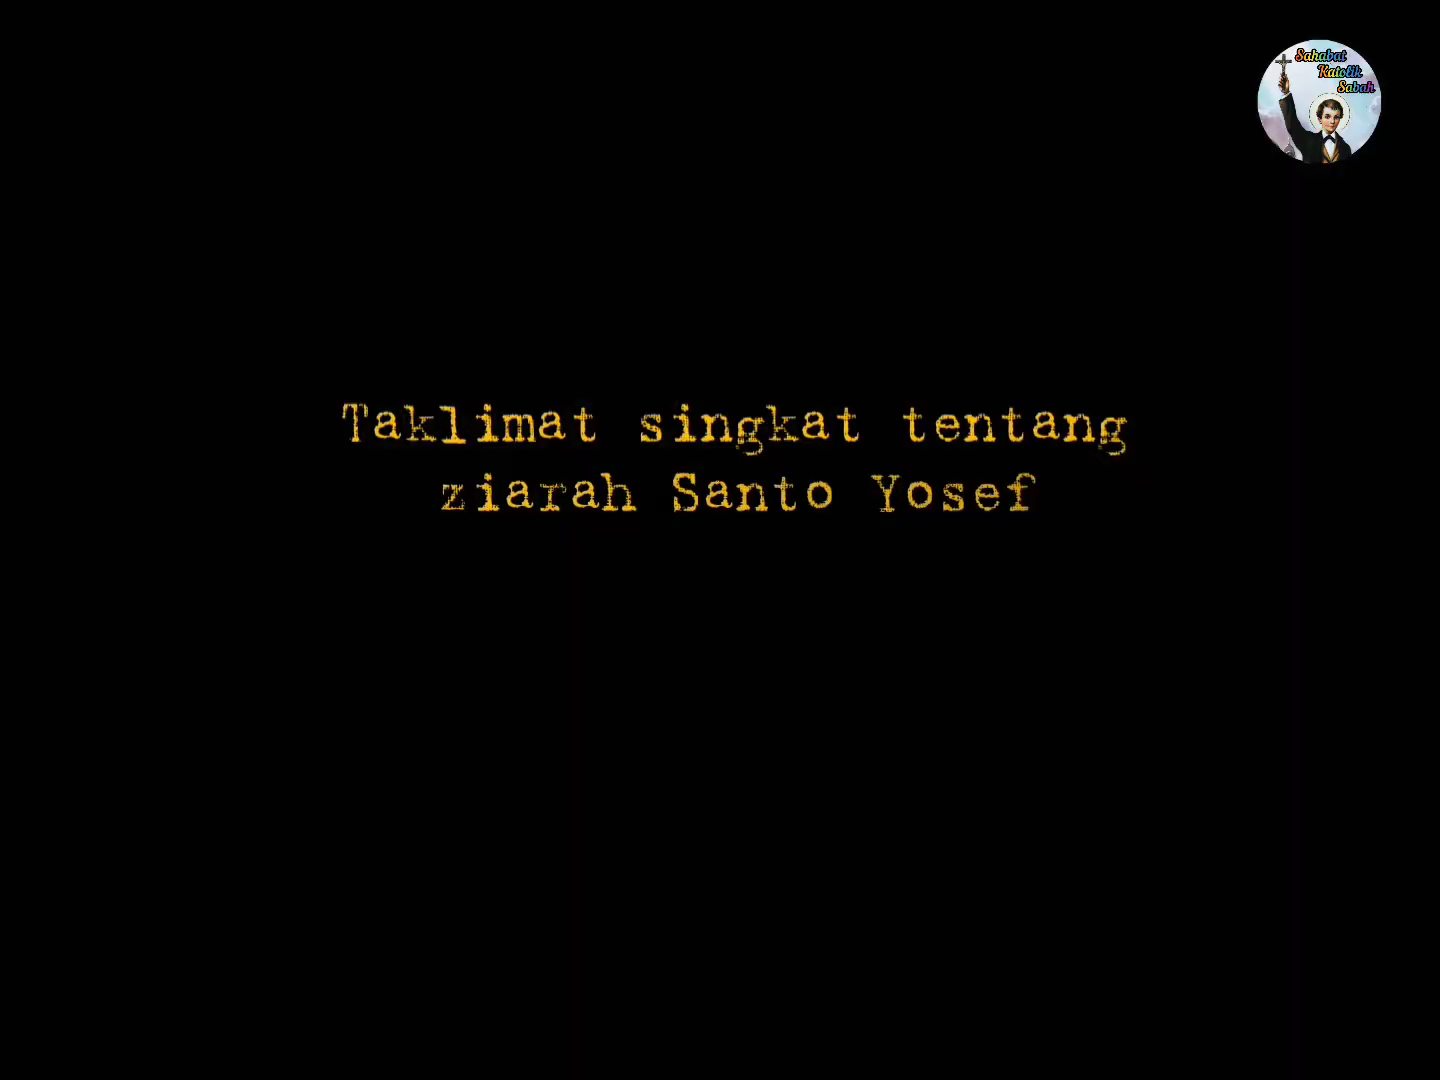 Sahabat
Katolik
Sabah
Taklimat singkat tentang
ziarah Santo Yosef